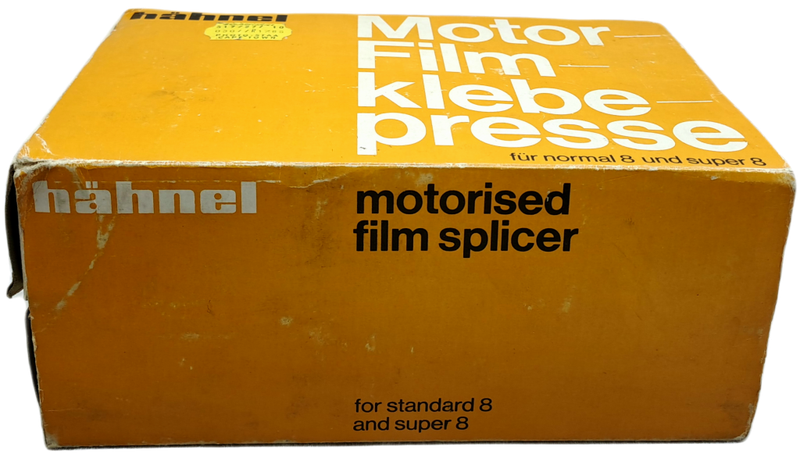 hähnel
Motor-
Film-
klebe-
presse
für normal 8 und super 8
hähnel
motorised
film splicer
for standard 8
and super 8